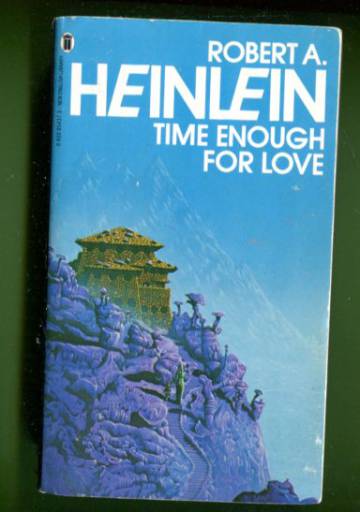 ROBERT A.
HEINLEIN
TIME ENOUGH
FOR LOVE